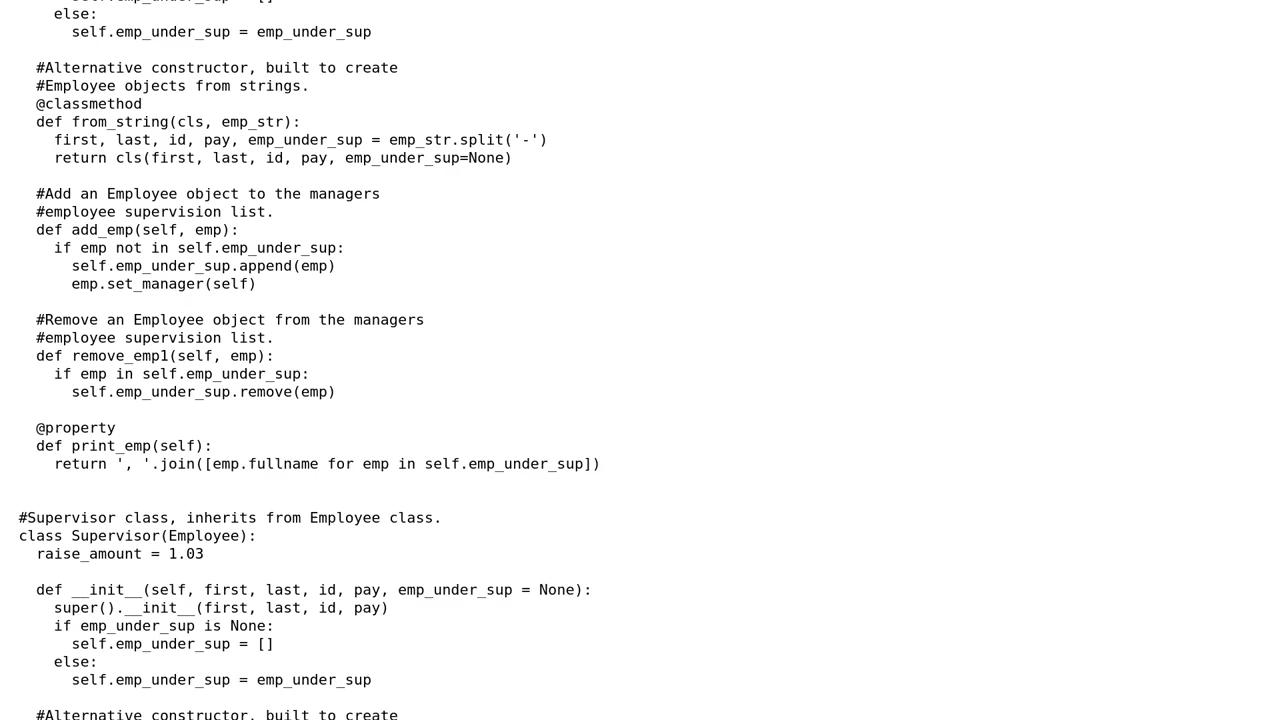 self.emp_under_sup = []
else:
self.emp_under_sup = emp_under_sup
#Alternative constructor, built to create
#Employee objects from strings.
@classmethod
def from_string(cls, emp_str):
first, last, id, pay, emp_under_sup = emp_str.split('-')
return cls(first, last, id, pay, emp_under_sup=None)
#Add an Employee object to the managers
#employee supervision list.
def add_emp(self, emp):
if emp not in self.emp_under_sup:
self.emp_under_sup.append(emp)
emp.set_manager(self)
#Remove an Employee object from the managers
#employee supervision list.
def remove_emp1(self, emp):
if emp in self.emp_under_sup:
self.emp_under_sup.remove(emp)
@property
def print_emp(self):
return ', '.join([emp.fullname for emp in self.emp_under_sup])
#Supervisor class, inherits from Employee class.
class Supervisor(Employee):
raise_amount = 1.03
def __init__(self, first, last, id, pay, emp_under_sup = None):
super().__init__(first, last, id, pay)
if emp_under_sup is None:
self.emp_under_sup = []
else:
self.emp_under_sup = emp_under_sup
#Alternative constructor, built to create